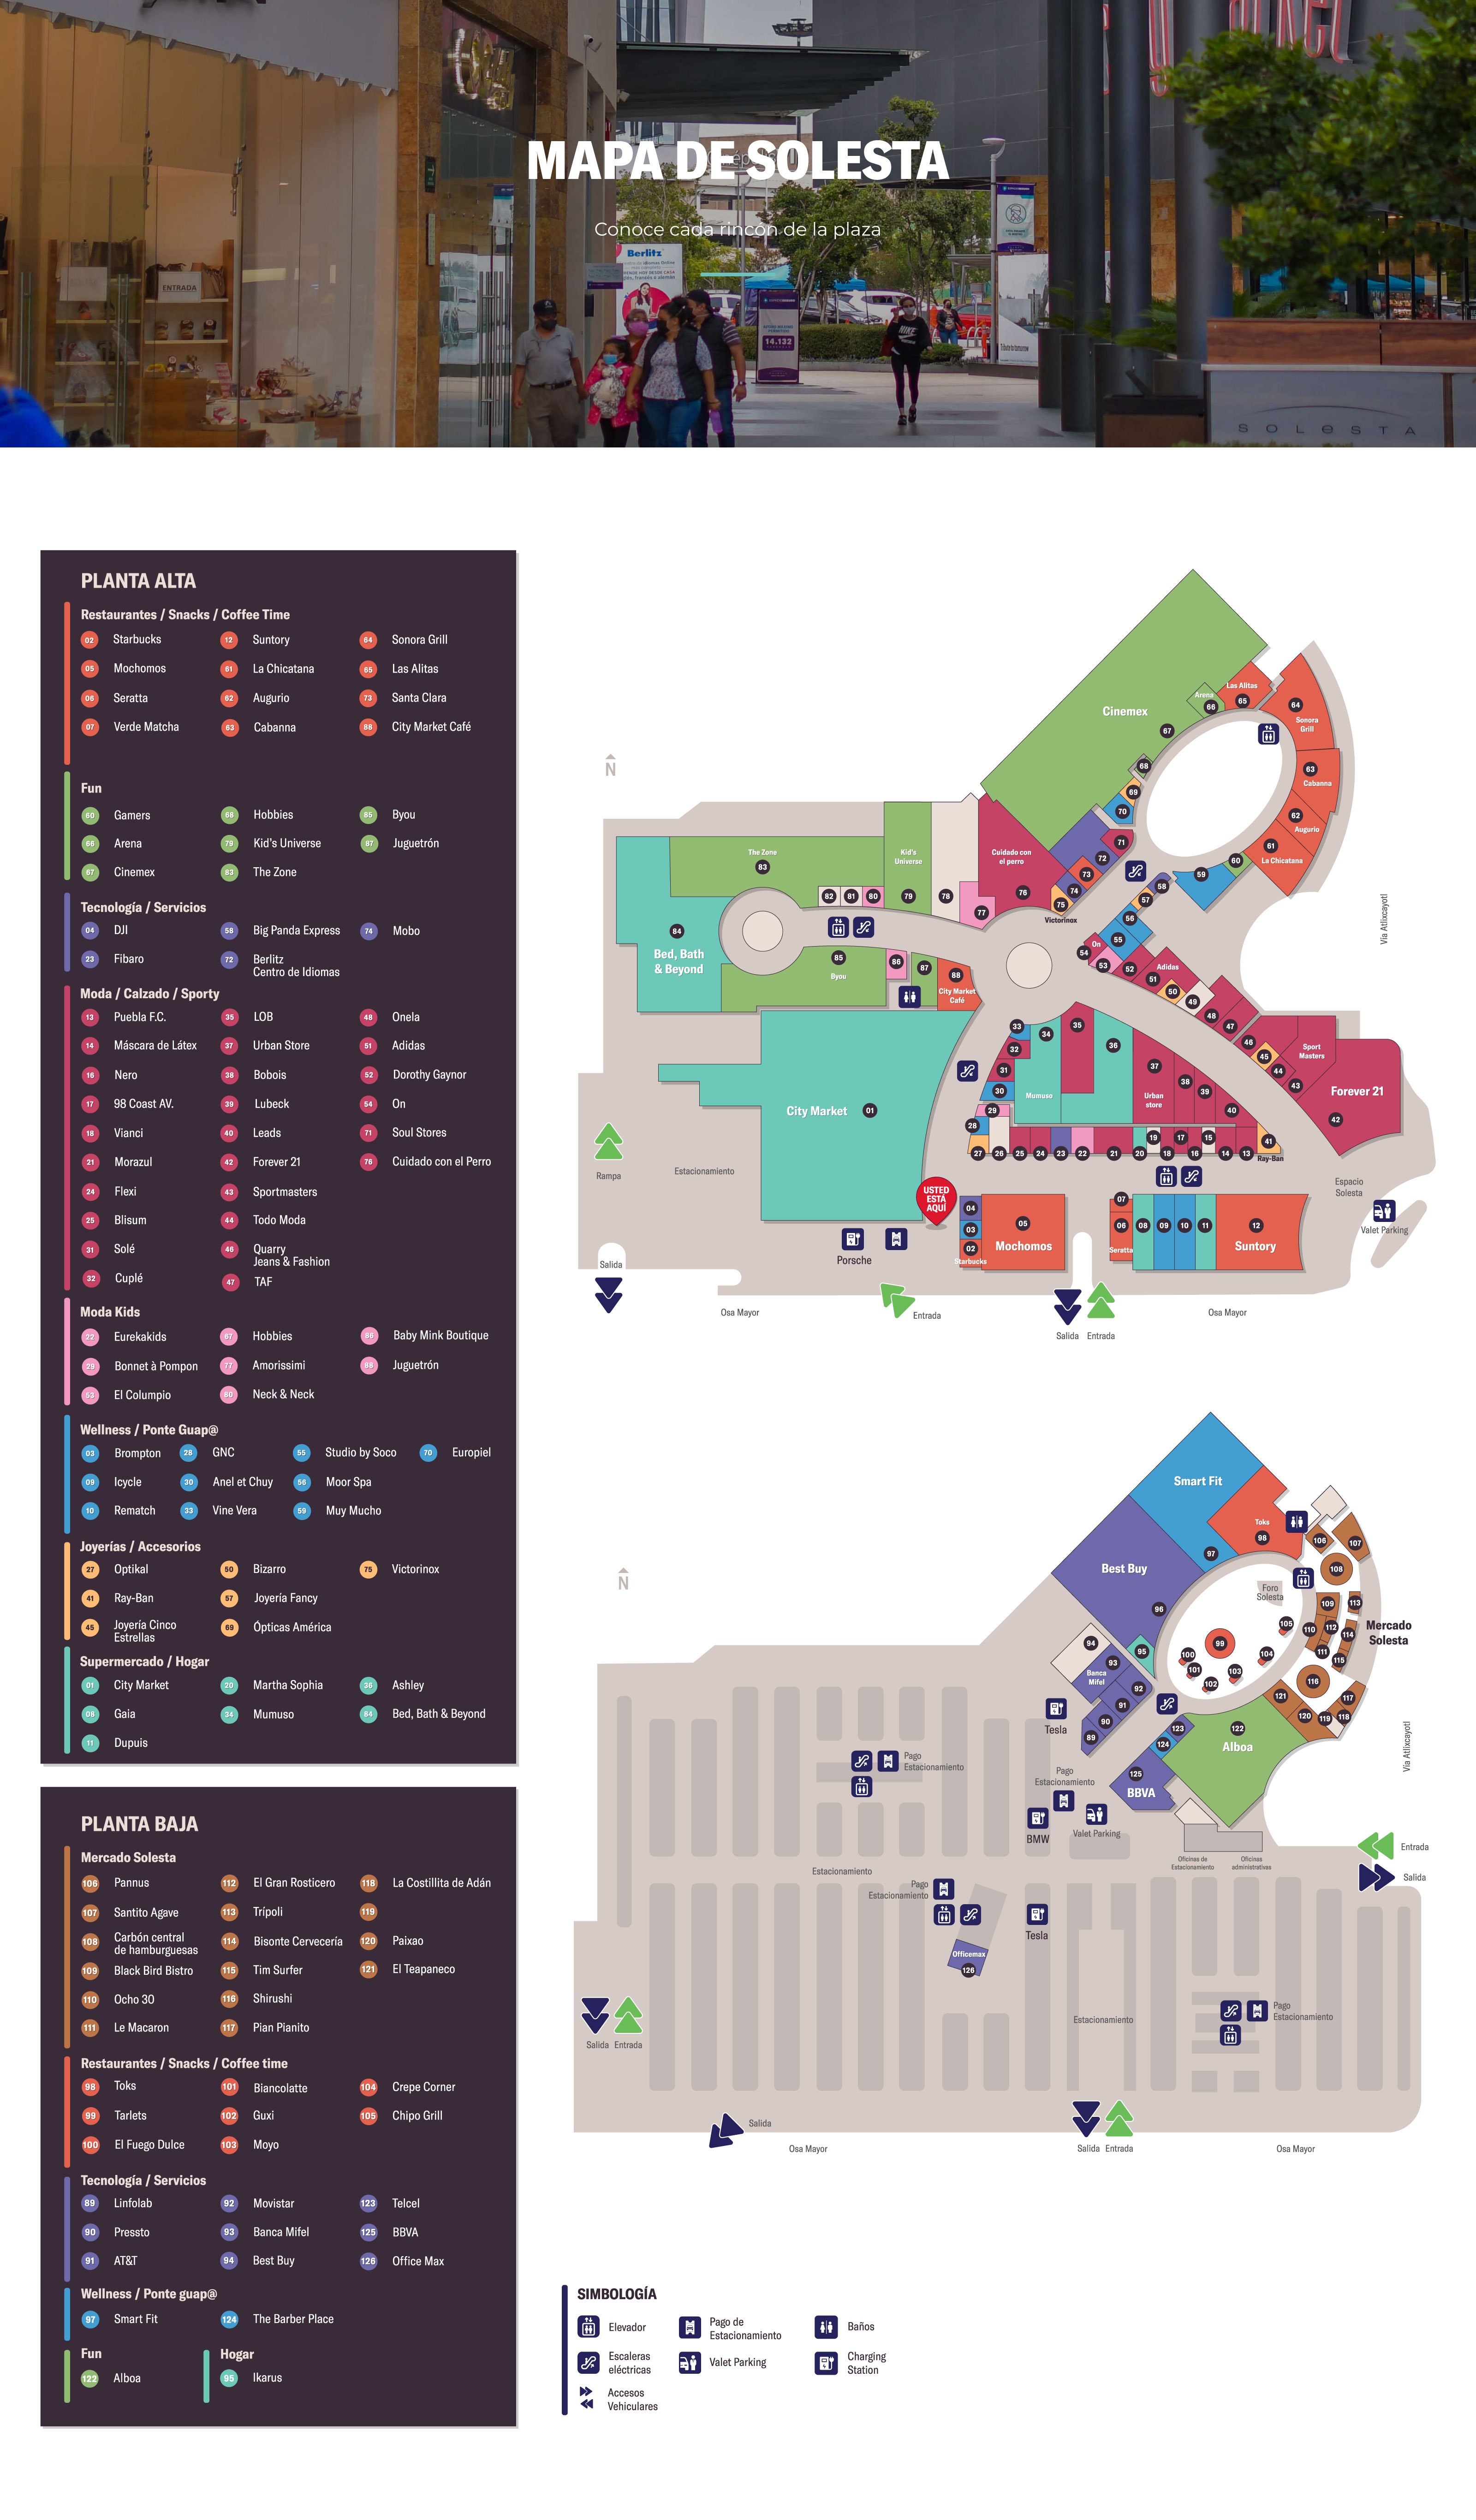 MAPA DE SOLESTA
Conoce cada rincón de la plaza
ENTRADA
Berlitz
14.132
NIKE
SOLESTA
PLANTA ALTA
Restaurantes / Snacks / Coffee Time
02 Starbucks 12 Suntory 64 Sonora Grill
05 Mochomos 61 La Chicatana 65 Las Alitas
06 Seratta 62 Augurio 73 Santa Clara
07 Verde Matcha 63 Cabanna 88 City Market Café
Fun
60 Gamers 68 Hobbies 85 Byou
66 Arena 79 Kid's Universe 87 Juguetrón
67 Cinemex 83 The Zone
Tecnología / Servicios
04 DJI 58 Big Panda Express 74 Mobo
23 Fibaro 72 Berlitz
Centro de Idiomas
Moda / Calzado / Sporty
13 Puebla F.C. 35 LOB 48 Onela
14 Máscara de Látex 37 Urban Store 51 Adidas
16 Nero 38 Bobois 52 Dorothy Gaynor
17 98 Coast AV. 39 Lubeck 54 On
18 Vianci 40 Leads 71 Soul Stores
21 Morazul 42 Forever 21 76 Cuidado con el Perro
24 Flexi 43 Sportmasters
25 Blisum 44 Todo Moda
31 Solé 46 Quarry
Jeans & Fashion
32 Cuplé 47 TAF
Moda Kids
22 Eurekakids 67 Hobbies 86 Baby Mink Boutique
29 Bonnet à Pompon 77 Amorissimi 88 Juguetrón
53 El Columpio 80 Neck & Neck
Wellness / Ponte Guap@
03 Brompton 28 GNC 55 Studio by Soco 70 Europiel
09 Icycle 30 Anel et Chuy 56 Moor Spa
10 Rematch 33 Vine Vera 59 Muy Mucho
Joyerías / Accesorios
27 Optikal 50 Bizarro 75 Victorinox
41 Ray-Ban 57 Joyería Fancy
45 Joyería Cinco
Estrellas 69 Ópticas América
Supermercado / Hogar
01 City Market 20 Martha Sophia 36 Ashley
08 Gaia 34 Mumuso 84 Bed, Bath & Beyond
11 Dupuis
PLANTA BAJA
Mercado Solesta
106 Pannus 112 El Gran Rosticero 118 La Costillita de Adán
107 Santito Agave 113 Trípoli 119
108 Carbón central
de hamburguesas 114 Bisonte Cervecería 120 Paixao
109 Black Bird Bistro 115 Tim Surfer 121 El Teapaneco
110 Ocho 30 116 Shirushi
111 Le Macaron 117 Pian Pianito
Restaurantes / Snacks / Coffee time
98 Toks 101 Biancolatte 104 Crepe Corner
99 Tarlets 102 Guxi 105 Chipo Grill
100 El Fuego Dulce 103 Moyo
Tecnología / Servicios
89 Linfolab 92 Movistar 123 Telcel
90 Pressto 93 Banca Mifel 125 BBVA
91 AT&T 94 Best Buy 126 Office Max
Wellness / Ponte guap@
97 Smart Fit 124 The Barber Place
Fun Hogar
122 Alboa 95 Ikarus
N
Cinemex
67
Arena
66
Las Alitas
65
64
Sonora
Grill
63
Cabanna
62
Augurio
61
La Chicatana
60
59
68
69
70
71
72
73
74
75
Victorinox
Cuidado con
el perro
76
77
78
Kid's
Universe
79
The Zone
83
82 81 80
84
Bed, Bath
& Beyond
85
Byou
86
87
88
City Market
Café
58
57
56
55
On
54
53
52
Adidas
51
50
49
48
47
46
45
44
43
Sport
Masters
Forever 21
42
Vía Atlixcayotl
33
34
35
36
32
31
30
29
28
Mumuso
37
Urban
store
38
39
40
41
Ray-Ban
27 26 25 24 23 22 21 20 19 18 17 16 15 14 13
City Market 01
Rampa
Estacionamiento
USTED
ESTÁ
AQUÍ
Porsche
04
03
02
Starbucks
05
Mochomos
07
06
Seratta
08 09 10 11
12
Suntory
Espacio
Solesta
Valet Parking
Salida
Osa Mayor
Entrada
Salida Entrada
Osa Mayor
N
Smart Fit
97
Toks
98
Best Buy
96
Foro
Solesta
106
107
108
109
113
110
112
114
111
115
Mercado
Solesta
105
104
103
102
101
100
99
116
117
118
119
120
121
94
95
93
Banca
Mifel
92
91
90
89
Tesla
122
Alboa
123
124
125
BBVA
Vía Atlixcayotl
Pago
Estacionamiento
Pago
Estacionamiento
BMW
Valet Parking
Oficinas de
Estacionamiento
Oficinas
administrativas
Entrada
Salida
Estacionamiento
Pago
Estacionamiento
Tesla
Officemax
126
Estacionamiento
Pago
Estacionamiento
Salida Entrada
Salida
Osa Mayor
Salida Entrada
Osa Mayor
SIMBOLOGÍA
Elevador
Pago de
Estacionamiento
Baños
Escaleras
eléctricas
Valet Parking
Charging
Station
Accesos
Vehiculares